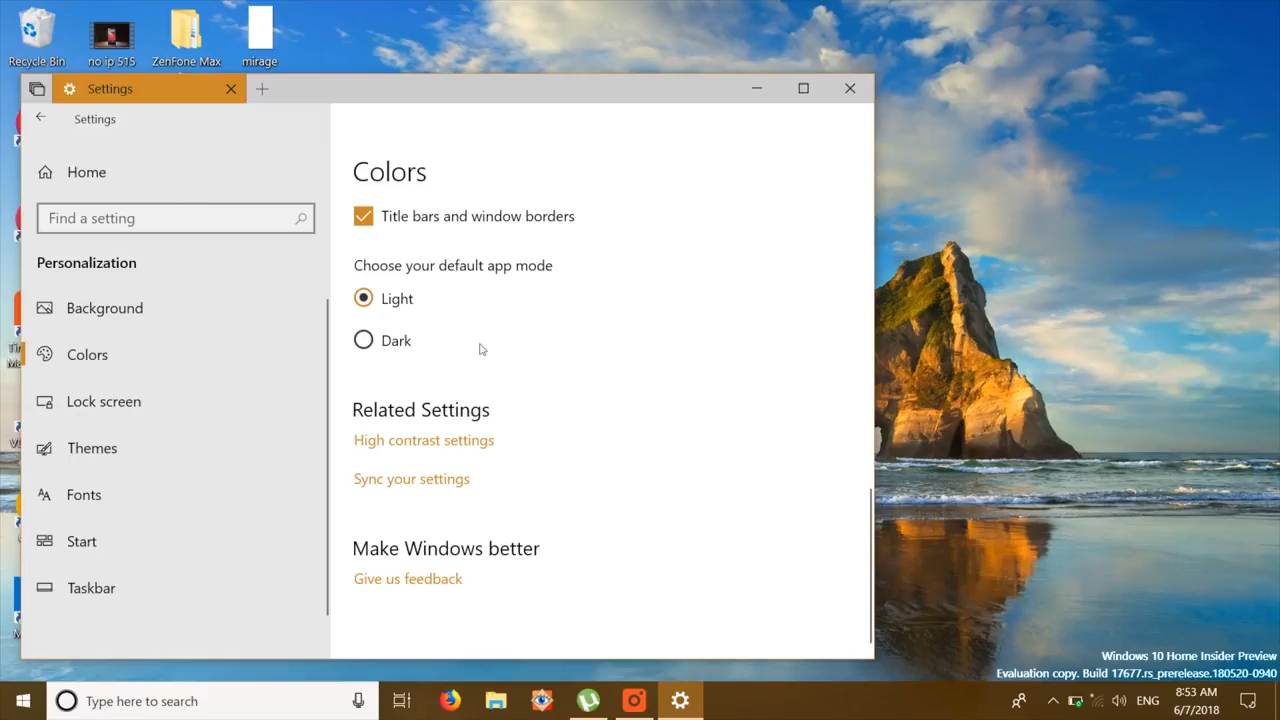 Recycle Bin
no ip 515
ZenFone Max
mirage
Settings
Settings
Home
Find a setting
Personalization
Background
Colors
Lock screen
Themes
Fonts
Start
Taskbar
Colors
Title bars and window borders
Choose your default app mode
Light
Dark
Related Settings
High contrast settings
Sync your settings
Make Windows better
Give us feedback
Windows 10 Home Insider Preview
Evaluation copy. Build 17677.rs_prerelease.180520-0940
Type here to search
ENG
8:53 AM
6/7/2018